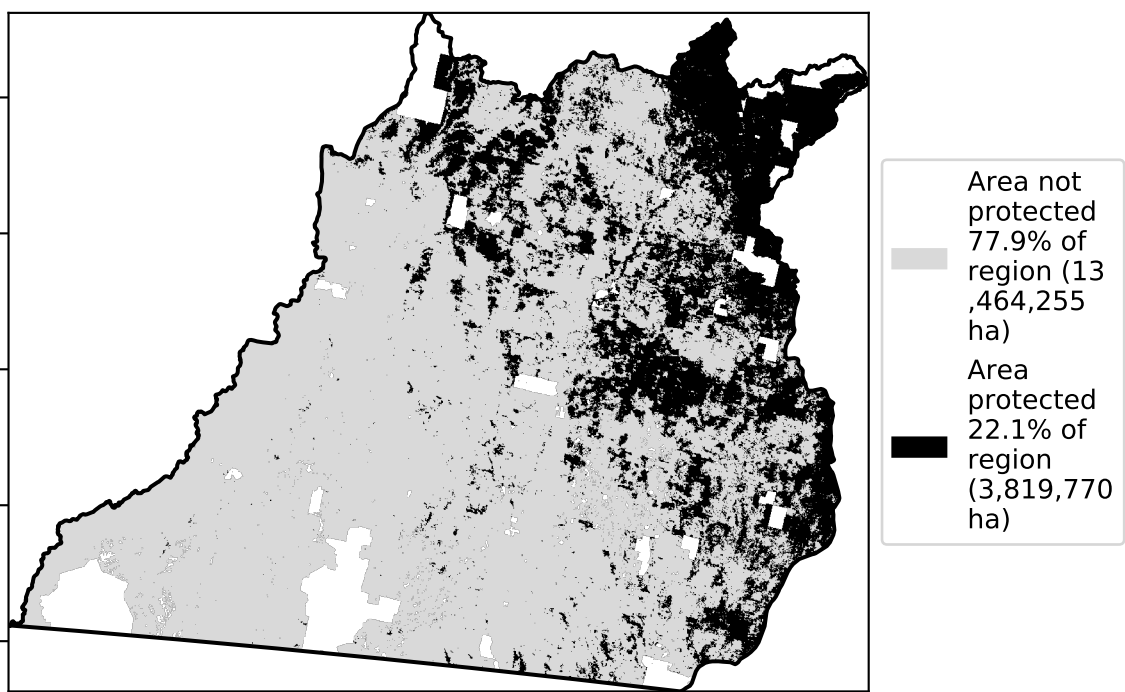 Area not
protected
77.9% of
region (13
,464,255
ha)
Area
protected
22.1% of
region
(3,819,770
ha)